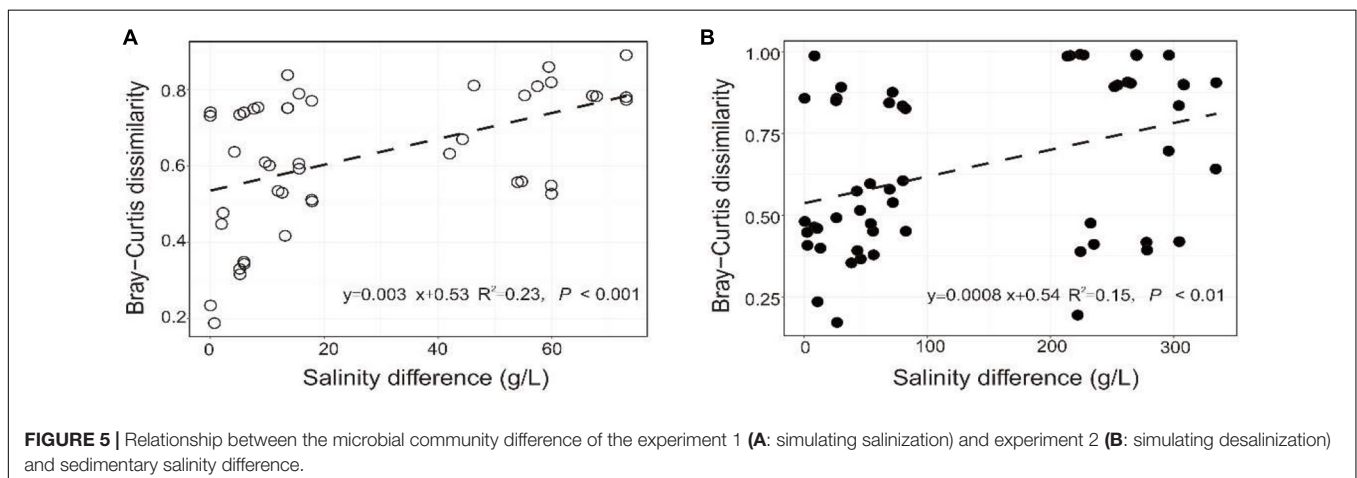 A
Bray−Curtis dissimilarity
0.8
0.6
0.4
0.2
y=0.003 x+0.53 R²=0.23, P < 0.001
0 20 40 60
Salinity difference (g/L)
B
Bray−Curtis dissimilarity
1.00
0.75
0.50
0.25
y=0.0008 x+0.54 R²=0.15, P < 0.01
0 100 200 300
Salinity difference (g/L)
FIGURE 5 | Relationship between the microbial community difference of the experiment 1 (A: simulating salinization) and experiment 2 (B: simulating desalinization)
and sedimentary salinity difference.